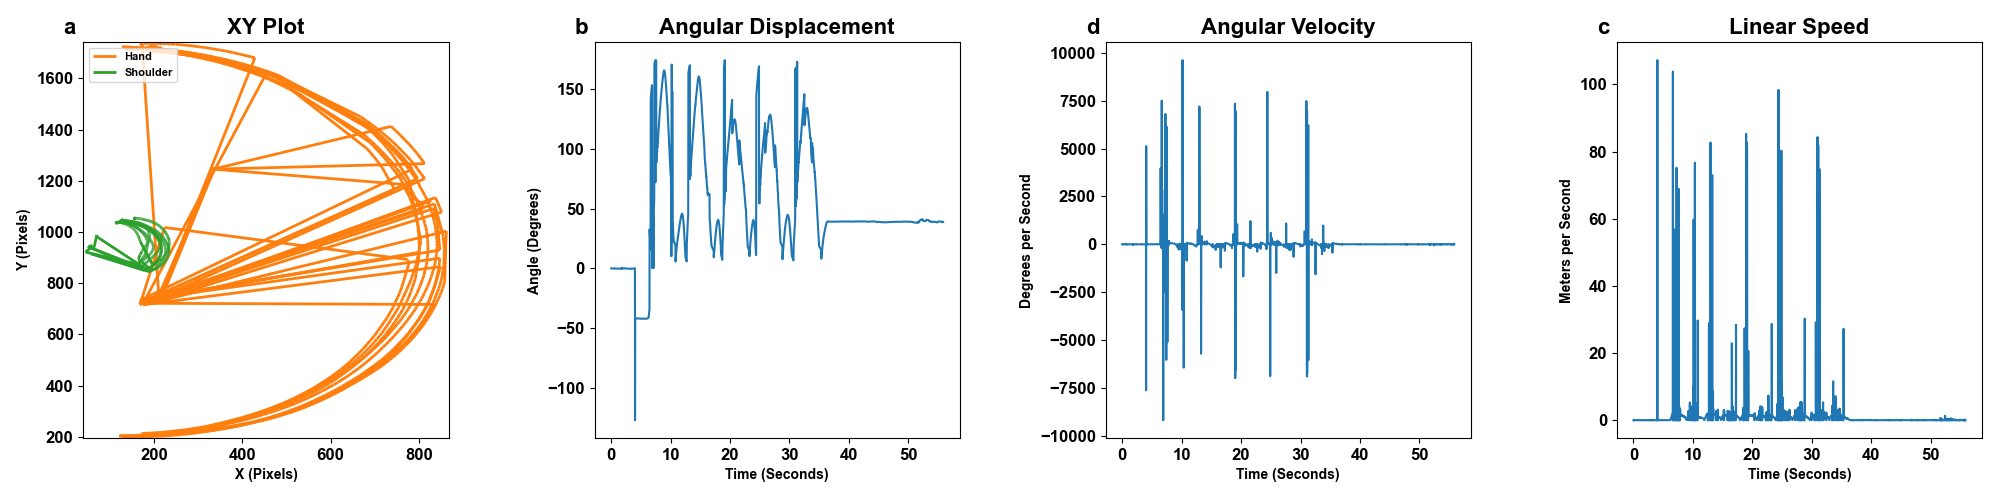 a
XY Plot
Hand
Shoulder
1600
1400
1200
1000
800
600
400
200
Y (Pixels)
200
400
600
800
X (Pixels)
b
Angular Displacement
150
100
50
0
−50
−100
Angle (Degrees)
0
10
20
30
40
50
Time (Seconds)
d
Angular Velocity
10000
7500
5000
2500
0
−2500
−5000
−7500
−10000
Degrees per Second
0
10
20
30
40
50
Time (Seconds)
c
Linear Speed
100
80
60
40
20
0
Meters per Second
0
10
20
30
40
50
Time (Seconds)